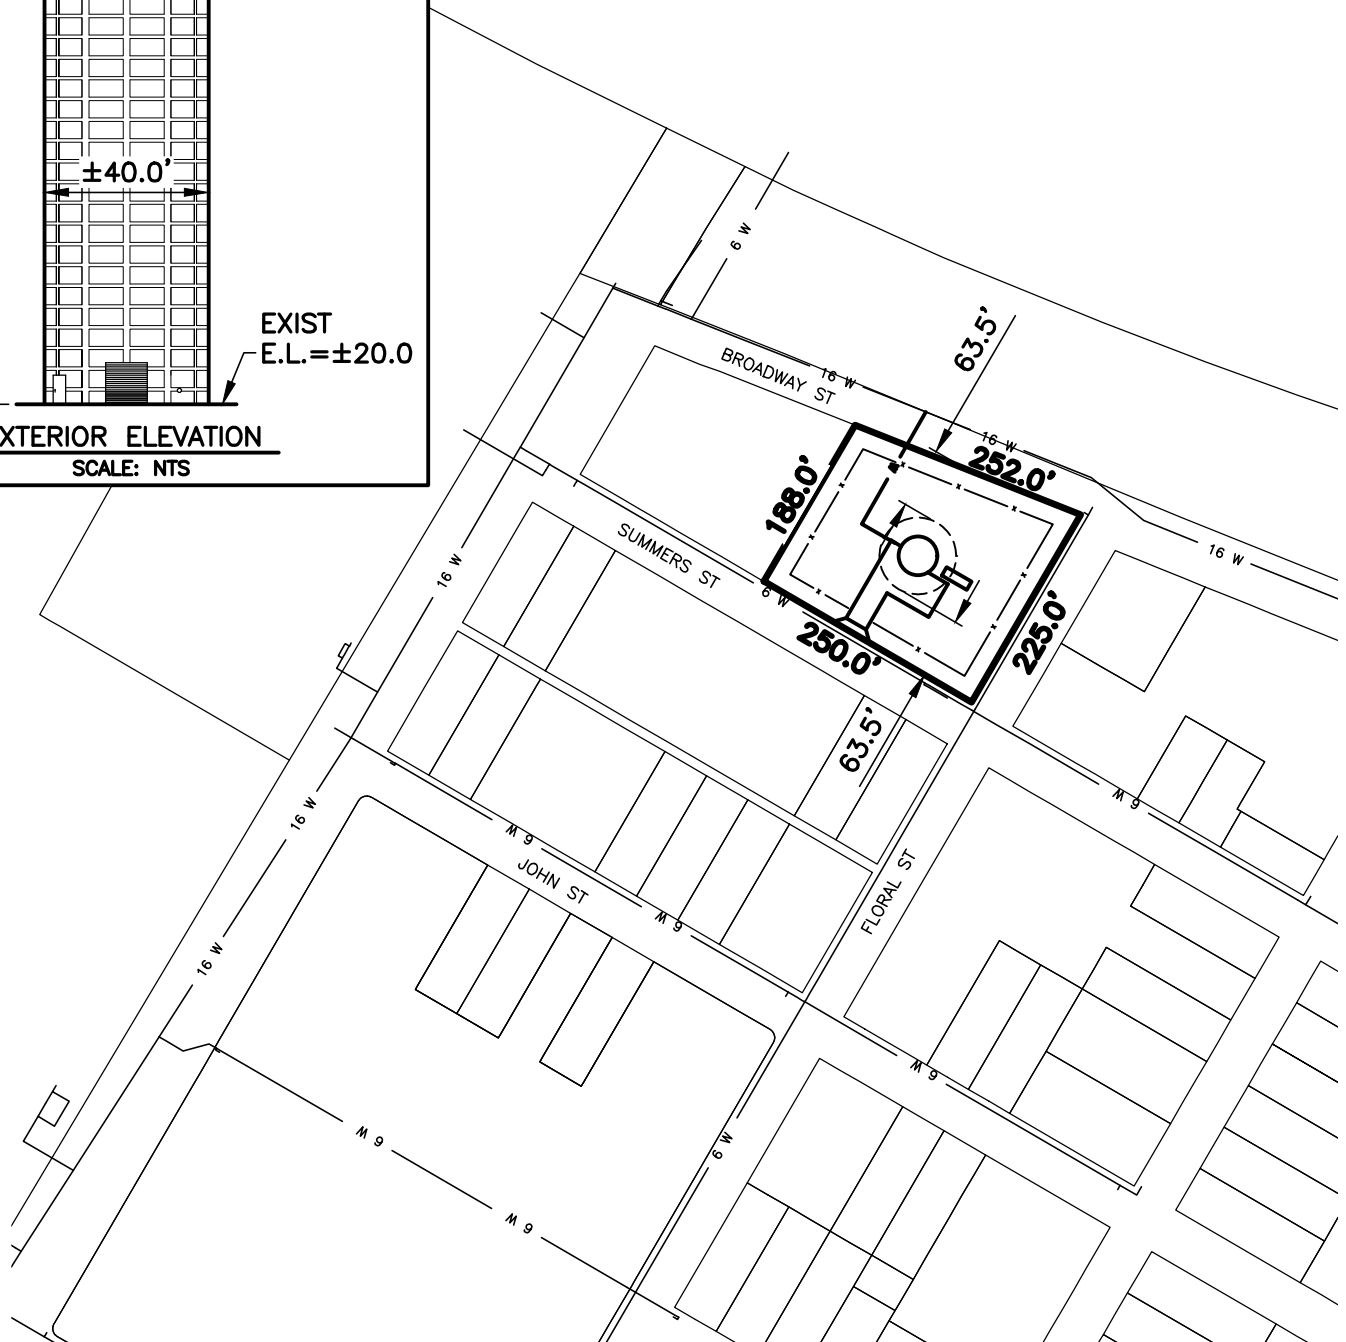 ±40.0'
EXIST
E.L.=±20.0
XTERIOR ELEVATION
SCALE: NTS
6 W
63.5'
BROADWAY ST
16 W
16 W
252.0'
188.0'
16 W
SUMMERS ST
16 W
6 W
250.0'
225.0'
63.5'
6 W
16 W
6 W
JOHN ST
FLORAL ST
6 W
16 W
6 W
6 W
6 W
6 W